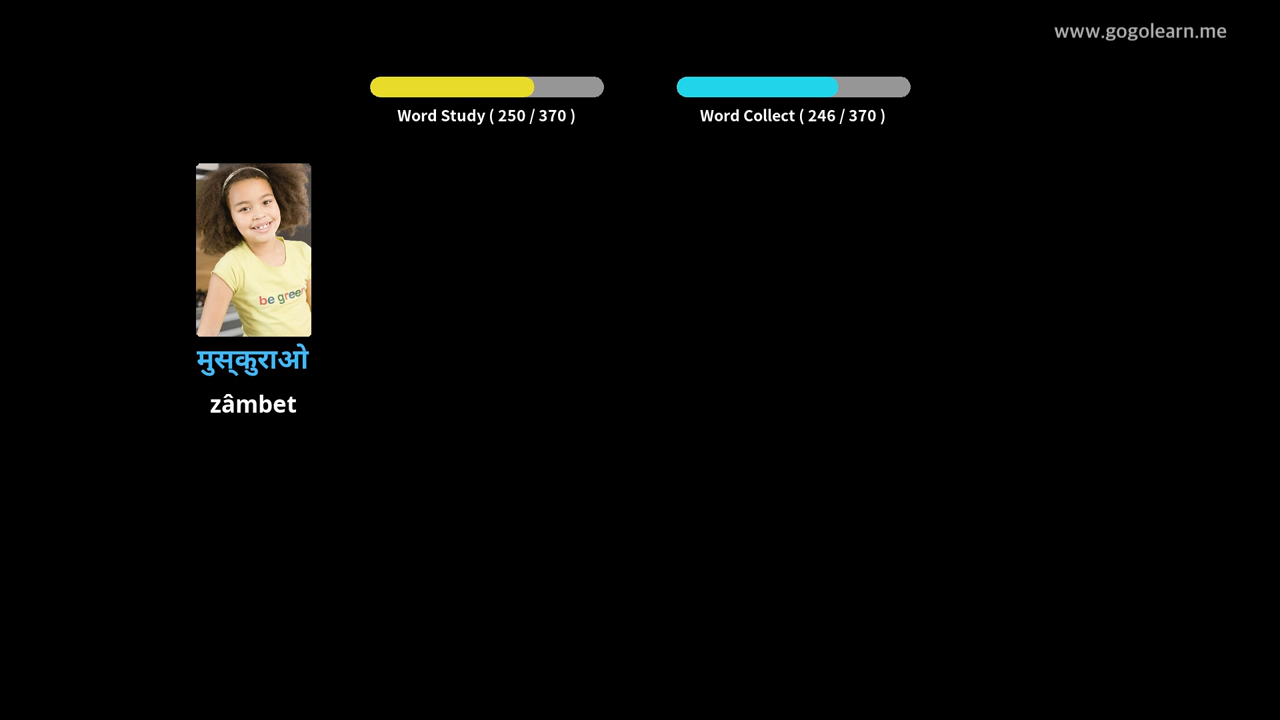 www.gogolearn.me
Word Study ( 250 / 370 )
Word Collect ( 246 / 370 )
be green
मुस्कुराओ
zâmbet